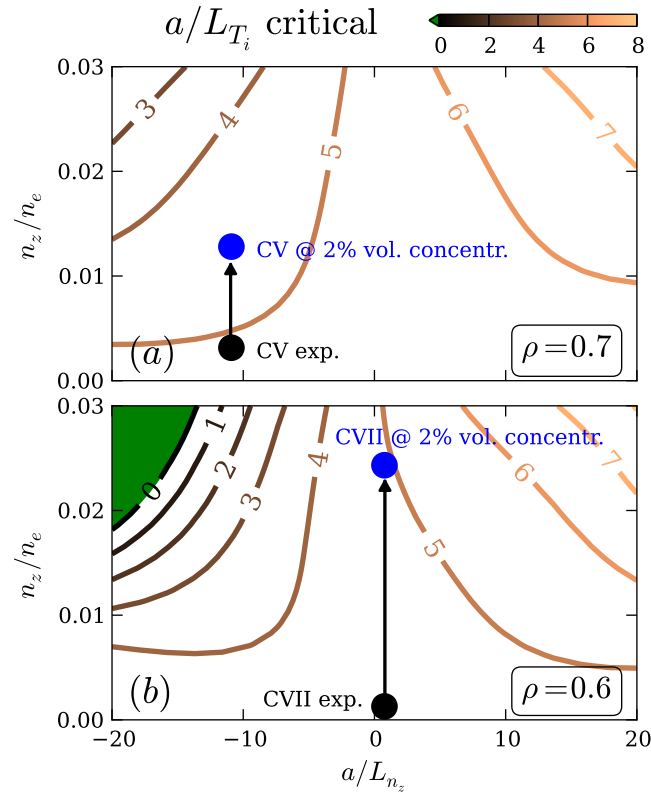 a/L_{T_i} critical
0 2 4 6 8
0.03
0.02
0.01
0.00
n_z/n_e
3 4 5 6 7
CV @ 2% vol. concentr.
CV exp.
(a)
ρ=0.7
0.03
0.02
0.01
0.00
n_z/n_e
0 1 2 3 4 5 6 7
CVII @ 2% vol. concentr.
CVII exp.
(b)
ρ=0.6
−20 −10 0 10 20
a/L_{n_z}